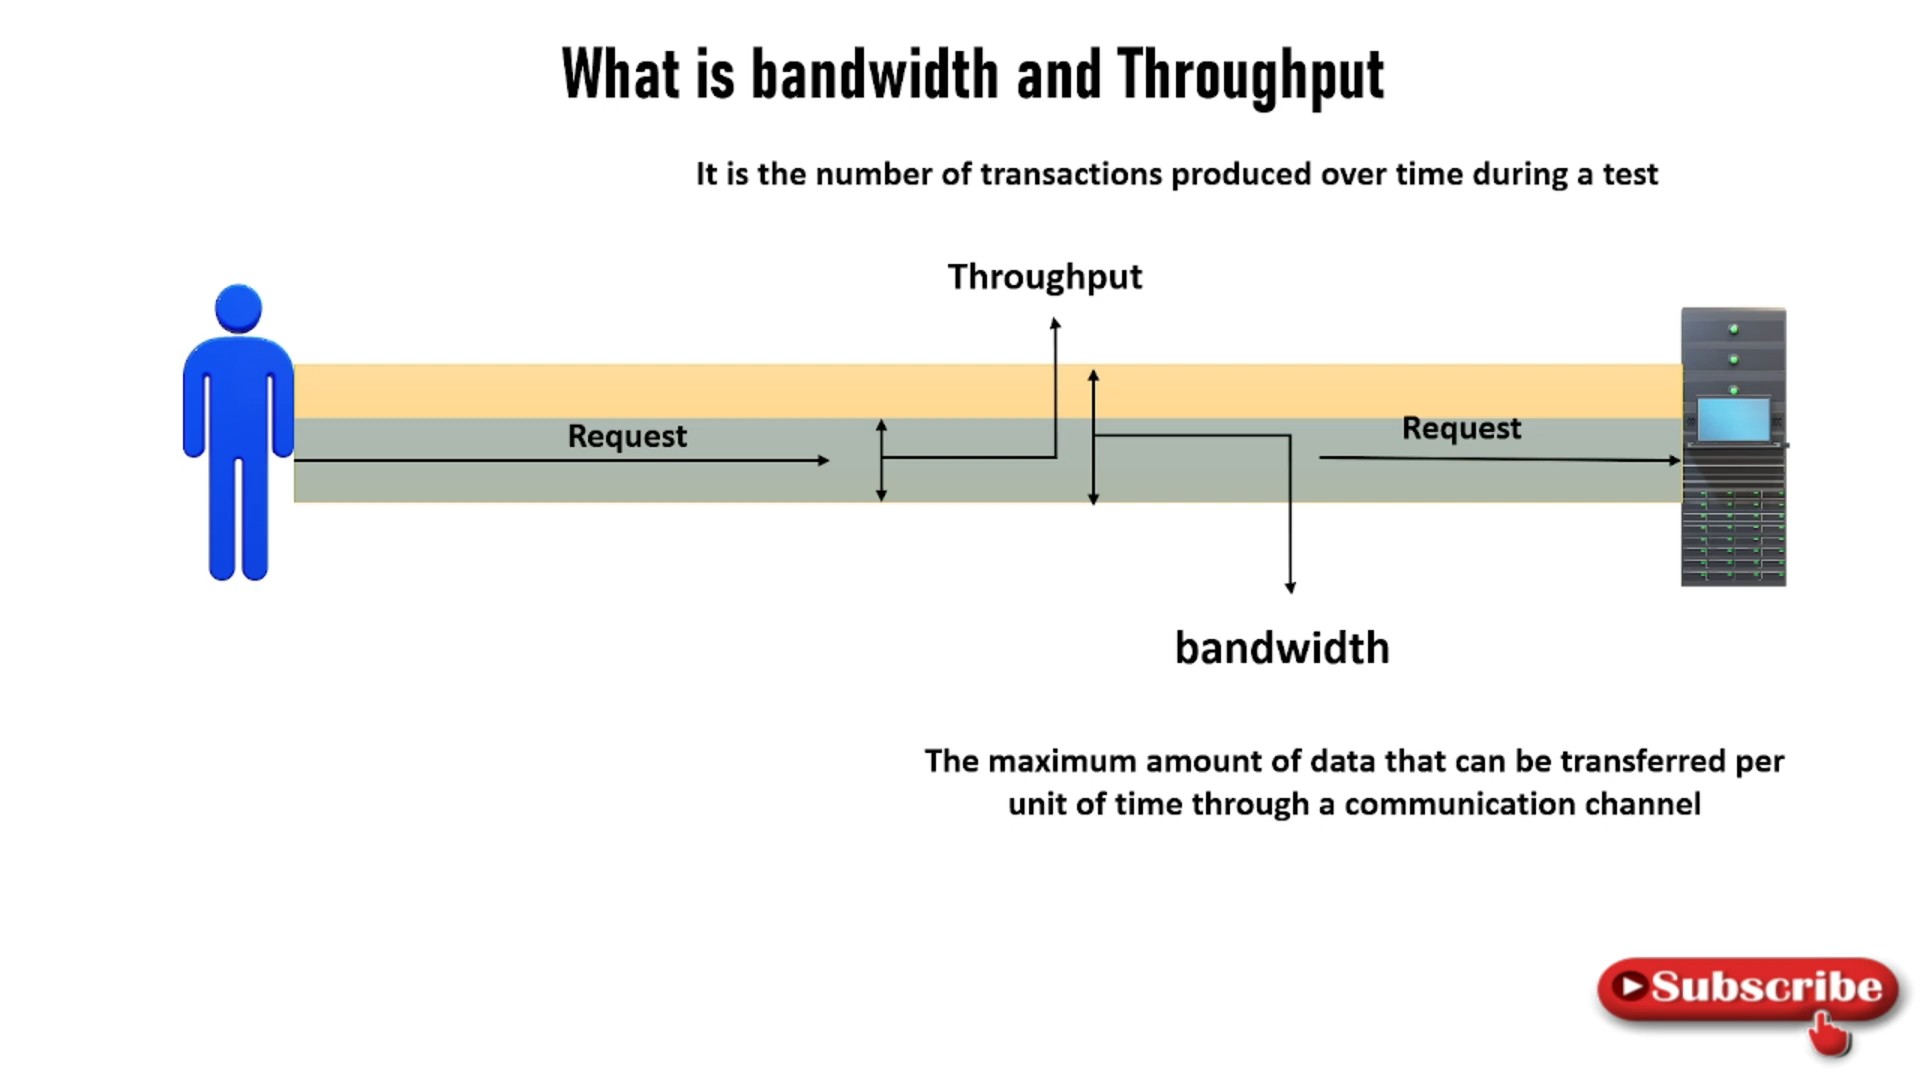 What is bandwidth and Throughput
It is the number of transactions produced over time during a test
Throughput
Request
Request
bandwidth
The maximum amount of data that can be transferred per
unit of time through a communication channel
Subscribe